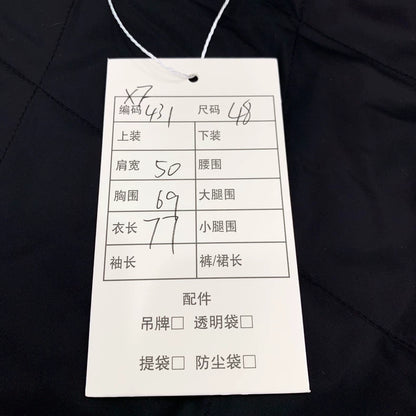 X7
编码 431 尺码 48
上装 下装
肩宽 50 腰围
胸围 69 大腿围
衣长 77 小腿围
袖长 裤/裙长
配件
吊牌□ 透明袋□
提袋□ 防尘袋□